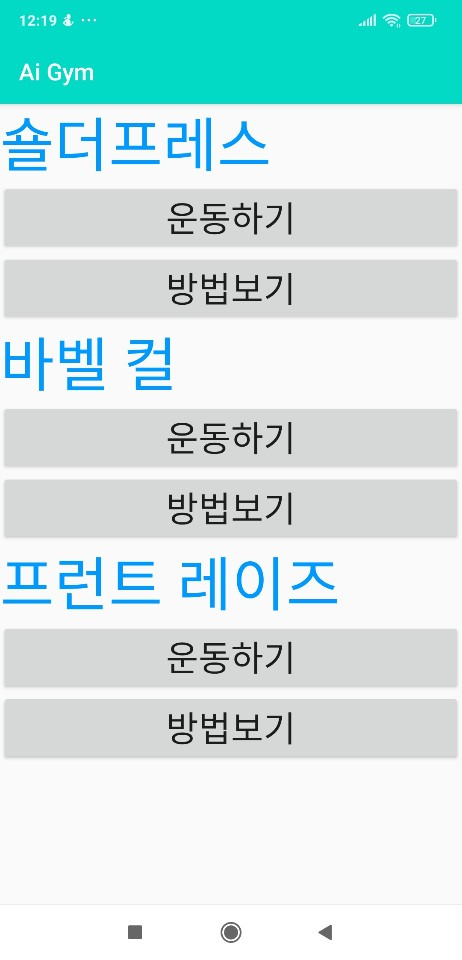 12:19 ...
27
Ai Gym
숄더프레스
운동하기
방법보기
바벨 컬
운동하기
방법보기
프런트 레이즈
운동하기
방법보기